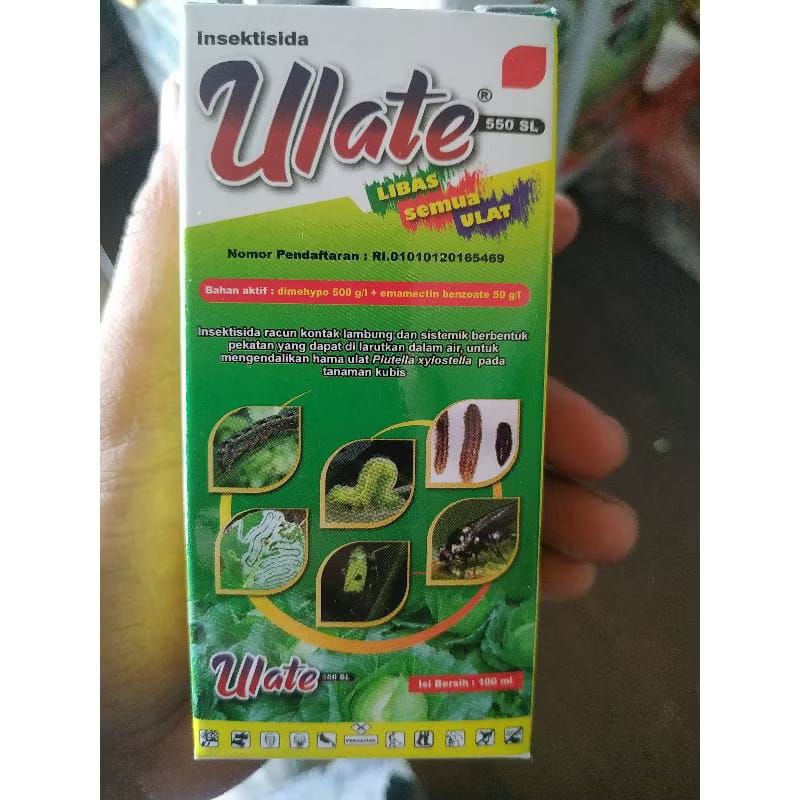 Insektisida
Ulate®
550 SL
LIBAS
semua
ULAT
Nomor Pendaftaran : RI.01010120165469
Bahan aktif : dimehypo 500 g/l + emamectin benzoate 50 g/l
Insektisida racun kontak lambung dan sistemik berbentuk
pekatan yang dapat di larutkan dalam air, untuk
mengendalikan hama ulat Plutella xylostella pada
tanaman kubis
Ulate 550 SL
Isi Bersih : 100 ml
PERHATIAN